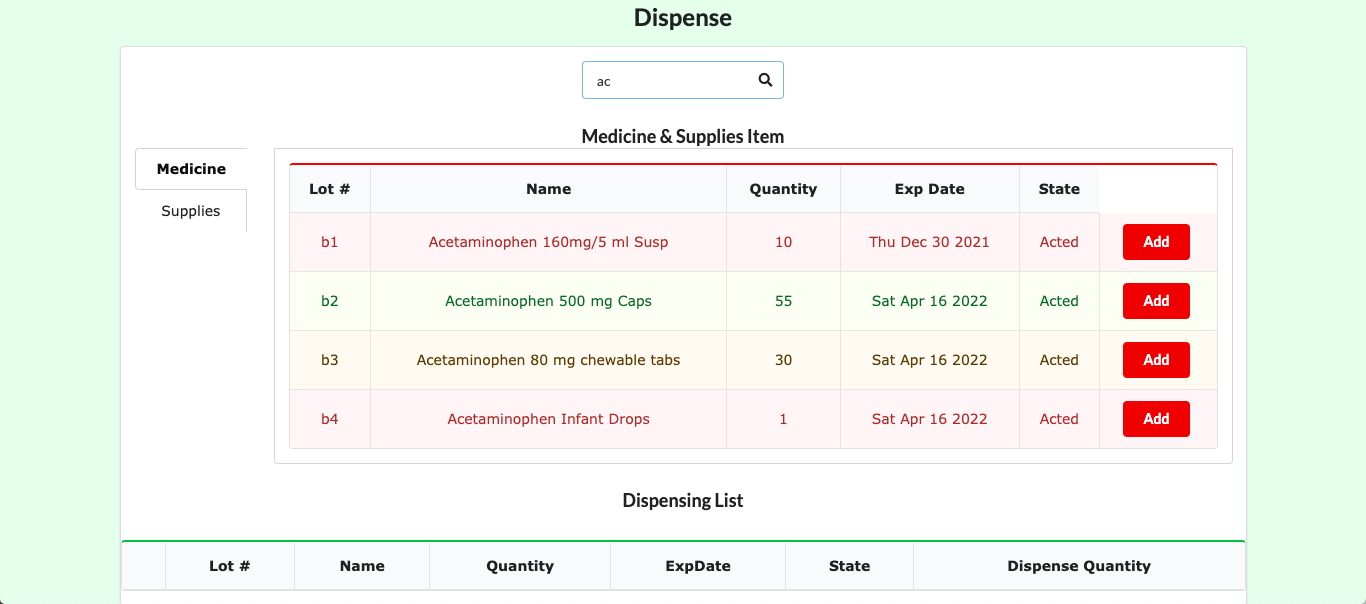 Dispense
ac
Medicine & Supplies Item
Medicine
Supplies
Lot # Name Quantity Exp Date State
b1 Acetaminophen 160mg/5 ml Susp 10 Thu Dec 30 2021 Acted Add
b2 Acetaminophen 500 mg Caps 55 Sat Apr 16 2022 Acted Add
b3 Acetaminophen 80 mg chewable tabs 30 Sat Apr 16 2022 Acted Add
b4 Acetaminophen Infant Drops 1 Sat Apr 16 2022 Acted Add
Dispensing List
Lot # Name Quantity ExpDate State Dispense Quantity